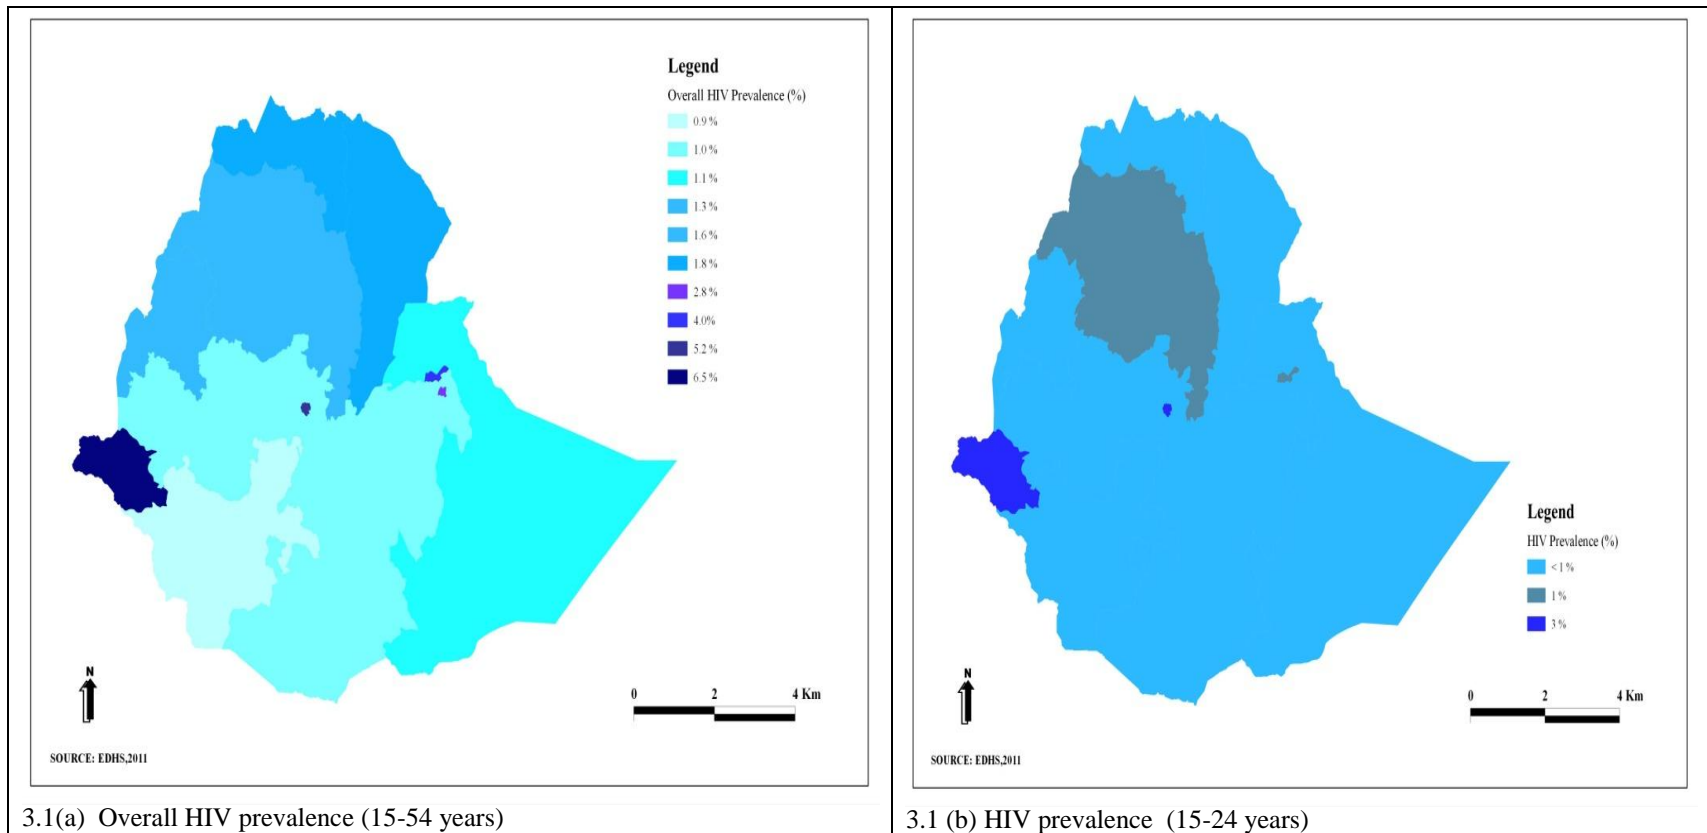 Legend
Overall HIV Prevalence (%)
0.9 %
1.0 %
1.1 %
1.3 %
1.6 %
1.8 %
2.8 %
4.0%
5.2 %
6.5 %
N
0 2 4 Km
SOURCE: EDHS,2011
3.1(a) Overall HIV prevalence (15-54 years)
Legend
HIV Prevalence (%)
< 1 %
1 %
3 %
N
0 2 4 Km
SOURCE: EDHS,2011
3.1 (b) HIV prevalence (15-24 years)